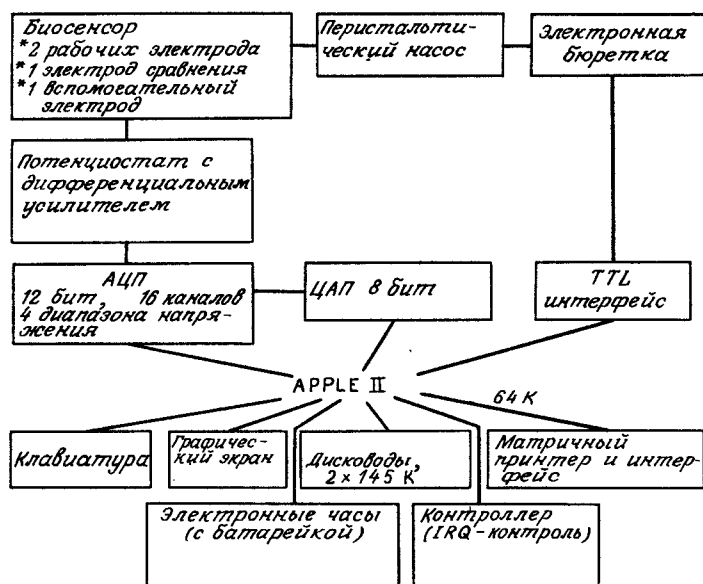 Биосенсор
*2 рабочих электрода
*1 электрод сравнения
*1 вспомогательный
электрод
Перистальти-
ческий насос
Электронная
бюретка
Потенциостат с
дифференциальным
усилителем
АЦП
12 бит, 16 каналов
4 диапазона напря-
жения
ЦАП 8 бит
TTL
интерфейс
APPLE II
64 К
Клавиатура
Графичес-
кий экран
Дисководы,
2 × 145 К
Матричный
принтер и интер-
фейс
Электронные часы
(с батарейкой)
Контроллер
(IRQ-контроль)